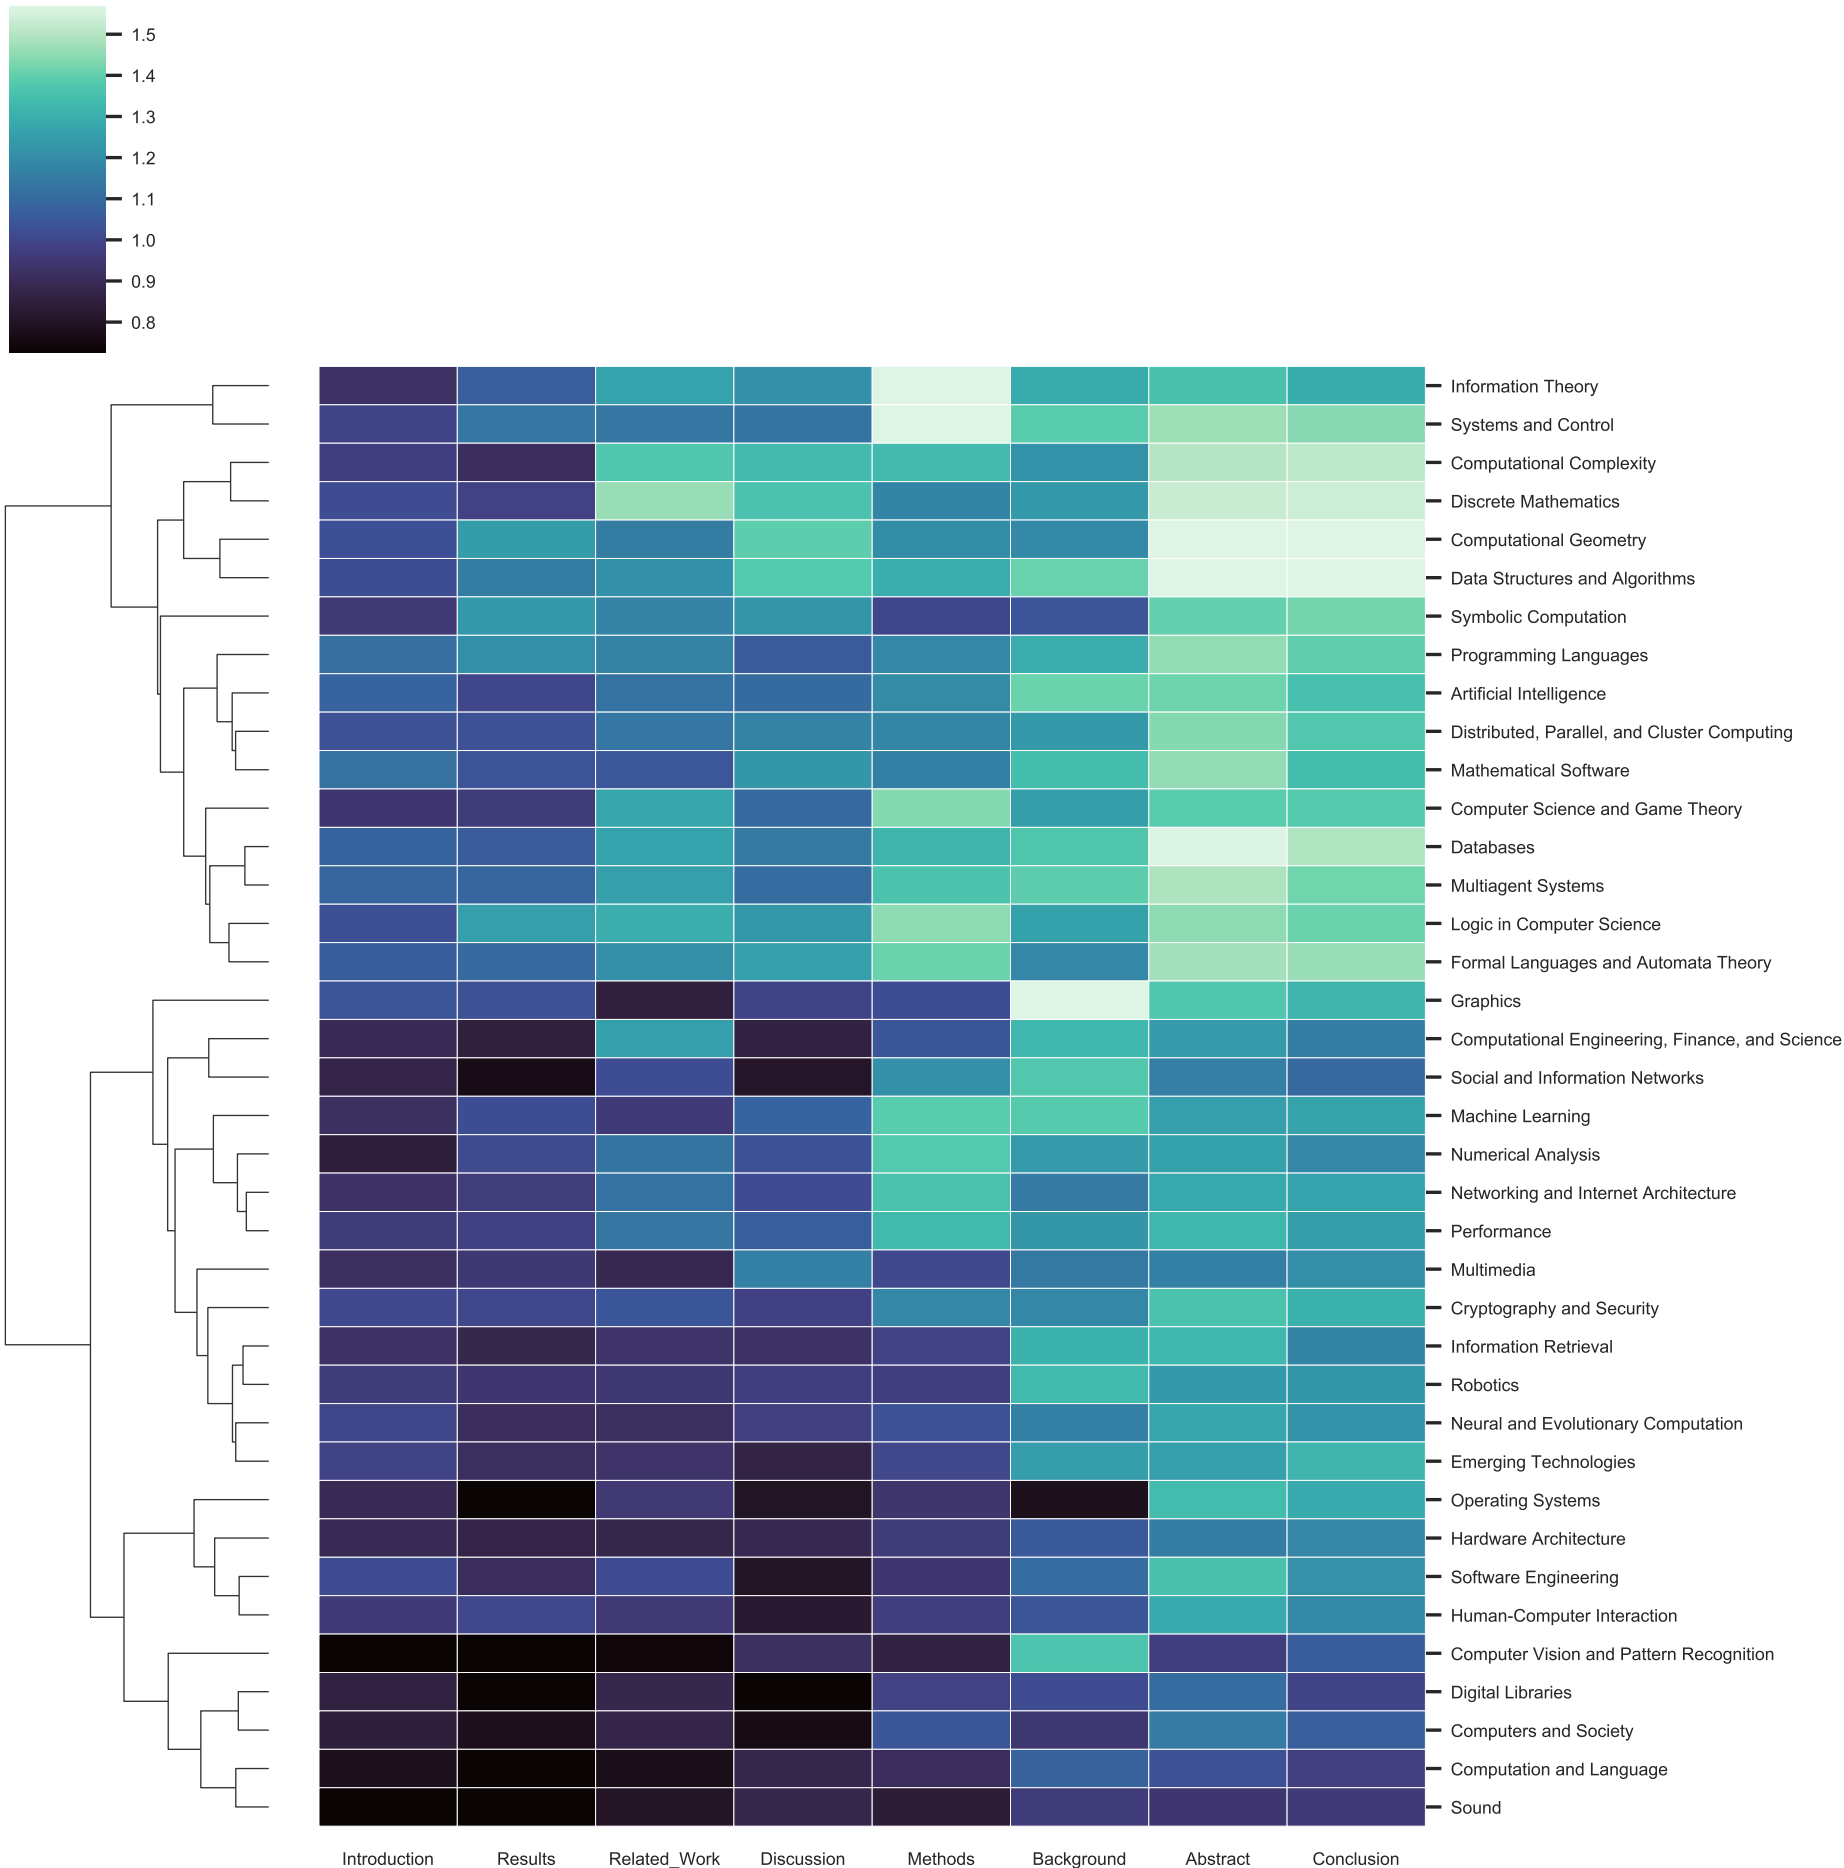 1.5
1.4
1.3
1.2
1.1
1.0
0.9
0.8
Information Theory
Systems and Control
Computational Complexity
Discrete Mathematics
Computational Geometry
Data Structures and Algorithms
Symbolic Computation
Programming Languages
Artificial Intelligence
Distributed, Parallel, and Cluster Computing
Mathematical Software
Computer Science and Game Theory
Databases
Multiagent Systems
Logic in Computer Science
Formal Languages and Automata Theory
Graphics
Computational Engineering, Finance, and Science
Social and Information Networks
Machine Learning
Numerical Analysis
Networking and Internet Architecture
Performance
Multimedia
Cryptography and Security
Information Retrieval
Robotics
Neural and Evolutionary Computation
Emerging Technologies
Operating Systems
Hardware Architecture
Software Engineering
Human-Computer Interaction
Computer Vision and Pattern Recognition
Digital Libraries
Computers and Society
Computation and Language
Sound
Introduction Results Related_Work Discussion Methods Background Abstract Conclusion